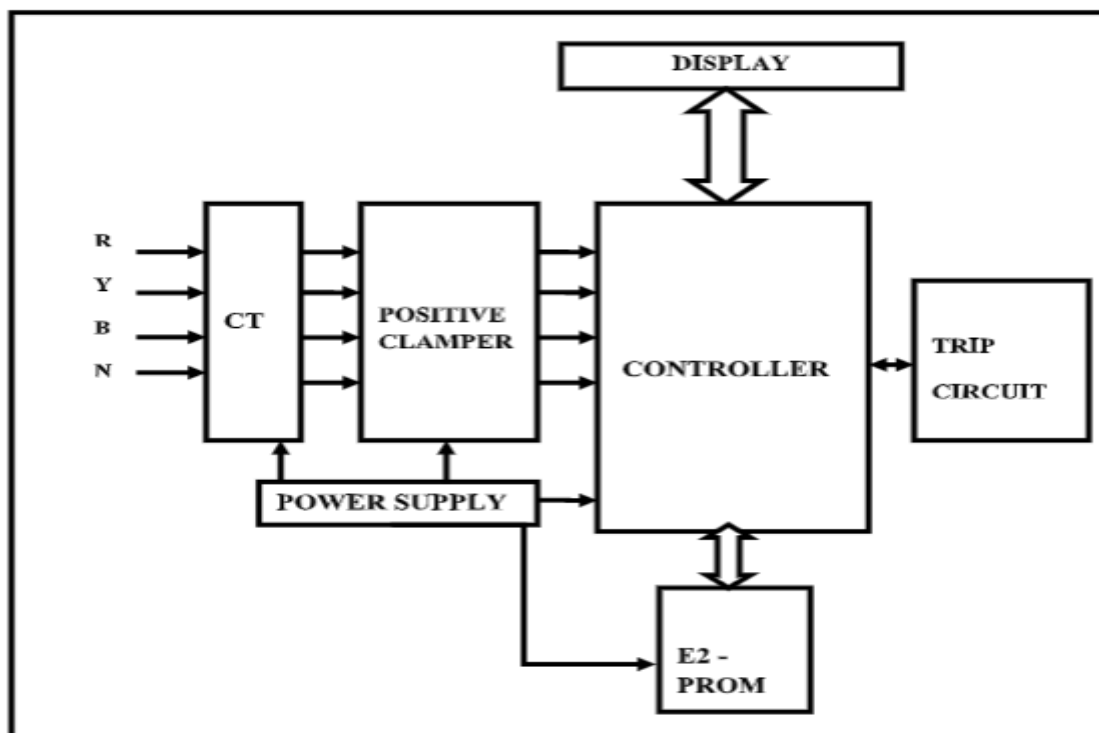 DISPLAY
R
Y
B
N
CT
POSITIVE
CLAMPER
CONTROLLER
TRIP
CIRCUIT
POWER SUPPLY
E2 -
PROM